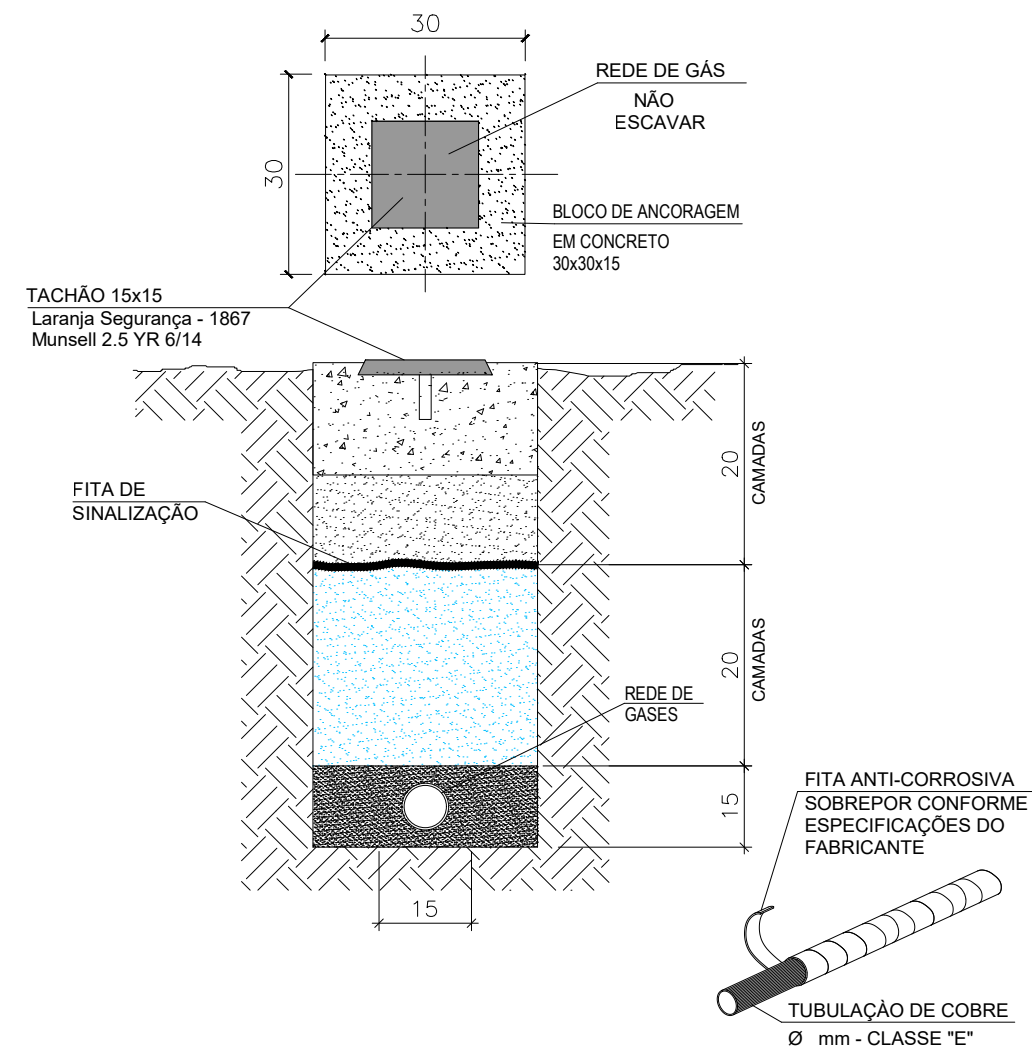 30
REDE DE GÁS
NÃO
ESCAVAR
30
BLOCO DE ANCORAGEM
EM CONCRETO
30x30x15
TACHÃO 15x15
Laranja Segurança - 1867
Munsell 2.5 YR 6/14
20
CAMADAS
FITA DE
SINALIZAÇÃO
20
CAMADAS
REDE DE
GASES
15
15
FITA ANTI-CORROSIVA
SOBREPOR CONFORME
ESPECIFICAÇÕES DO
FABRICANTE
TUBULAÇÀO DE COBRE
Ø mm - CLASSE "E"